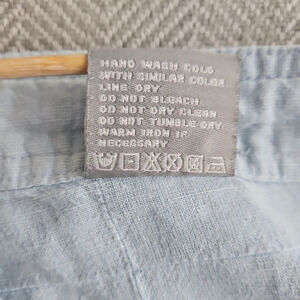 HAND WASH COLD
WITH SIMILAR COLOR
LINE DRY
DO NOT BLEACH
DO NOT DRY CLEAN
DO NOT TUMBLE DRY
WARM IRON IF
NECESSARY